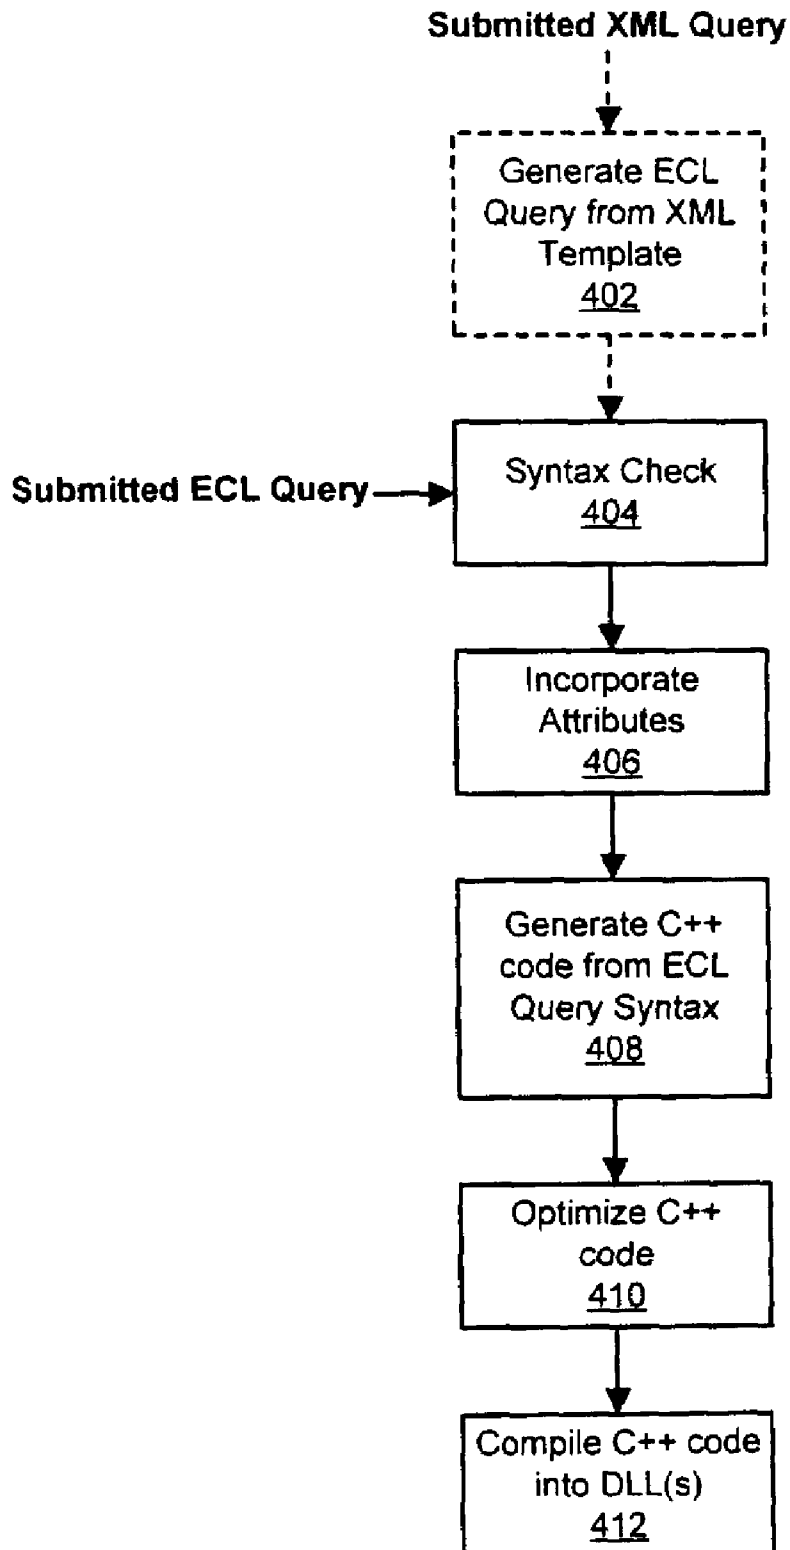 Submitted XML Query
Generate ECL
Query from XML
Template
402
Submitted ECL Query
Syntax Check
404
Incorporate
Attributes
406
Generate C++
code from ECL
Query Syntax
408
Optimize C++
code
410
Compile C++ code
into DLL(s)
412